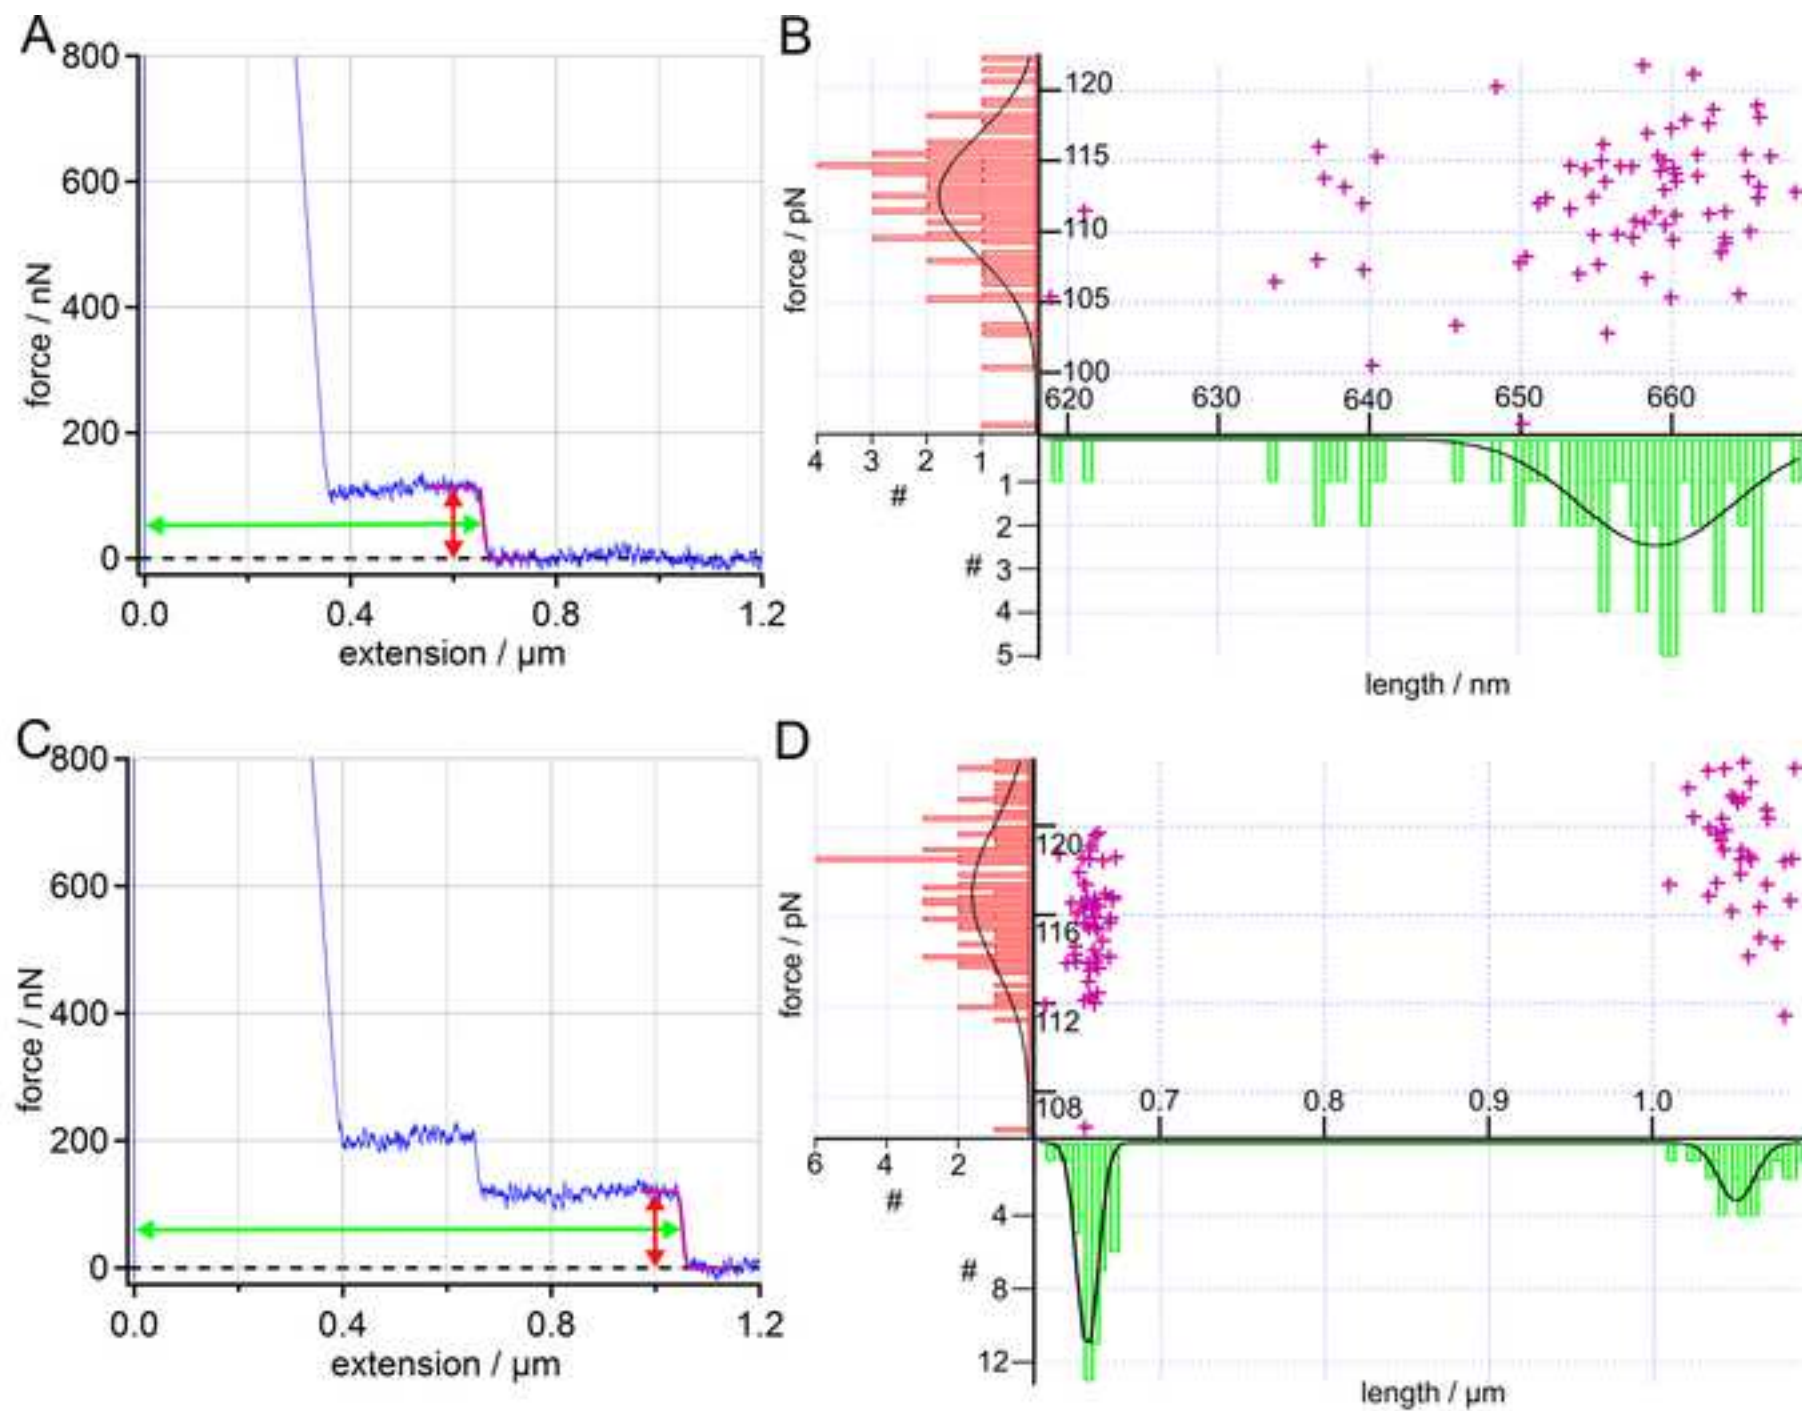 A
800
600
400
200
0
force / nN
0.0 0.4 0.8 1.2
extension / µm
B
force / pN
120
115
110
105
100
620 630 640 650 660
4 3 2 1
#
1
2
3
4
5
#
length / nm
C
800
600
400
200
0
force / nN
0.0 0.4 0.8 1.2
extension / µm
D
force / pN
120
116
112
108
0.7 0.8 0.9 1.0
6 4 2
#
4
8
12
#
length / µm